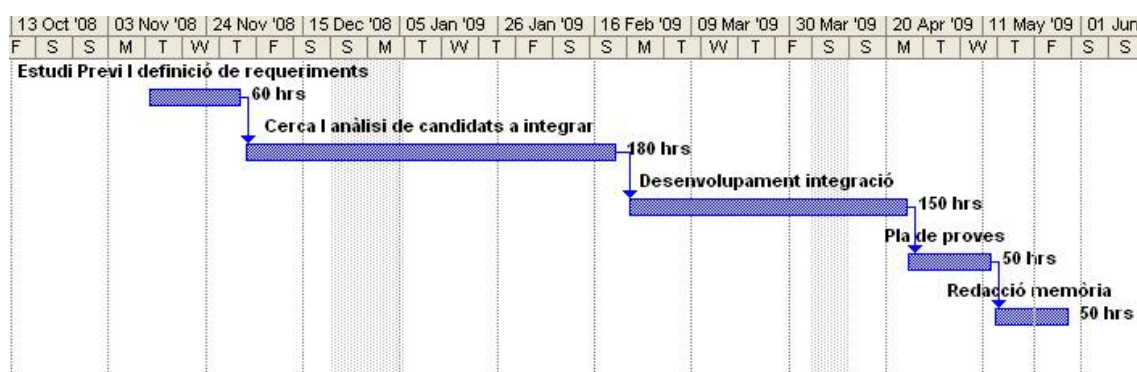 13 Oct '08 03 Nov '08 24 Nov '08 15 Dec '08 05 Jan '09 26 Jan '09 16 Feb '09 09 Mar '09 30 Mar '09 20 Apr '09 11 May '09 01 Jun
F S S M T W T F S S M T W T F S S M T W T F S S M T W T F S S
Estudi Previ I definició de requeriments
60 hrs
Cerca I anàlisi de candidats a integrar
180 hrs
Desenvolupament integració
150 hrs
Pla de proves
50 hrs
Redacció memòria
50 hrs